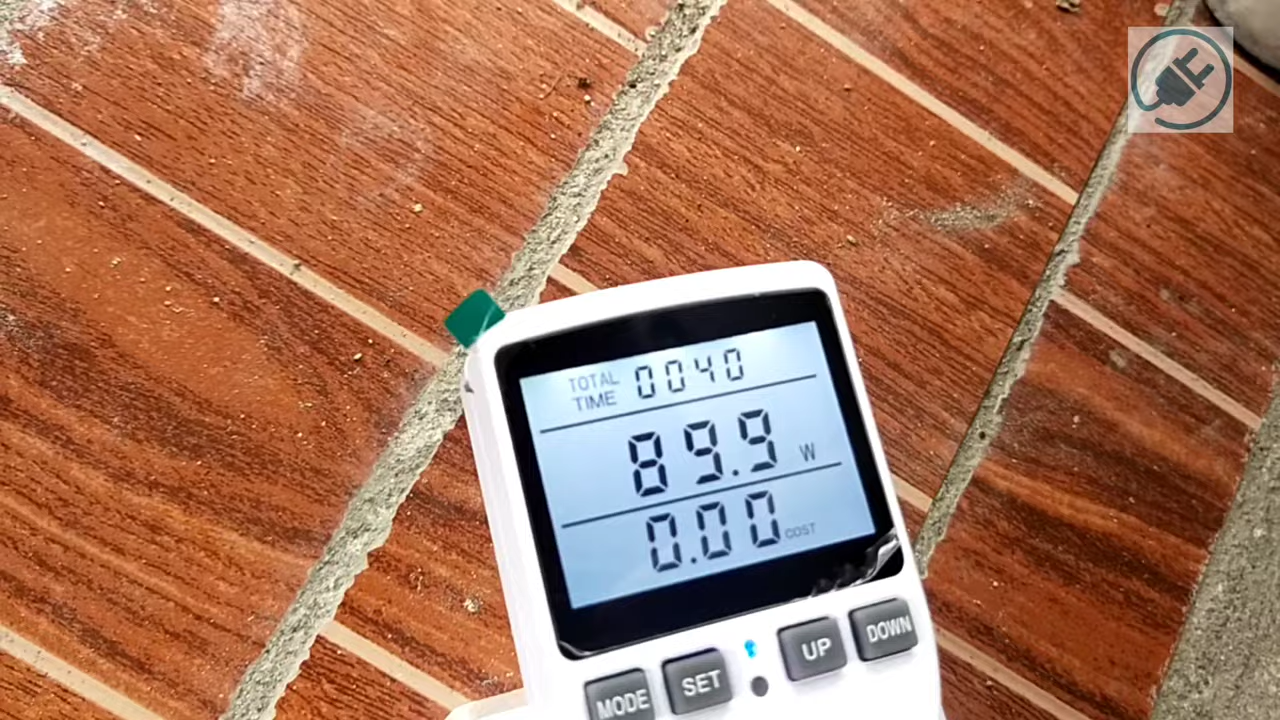 TOTAL
TIME 0040
89.9 W
0.00 COST
MODE SET UP DOWN